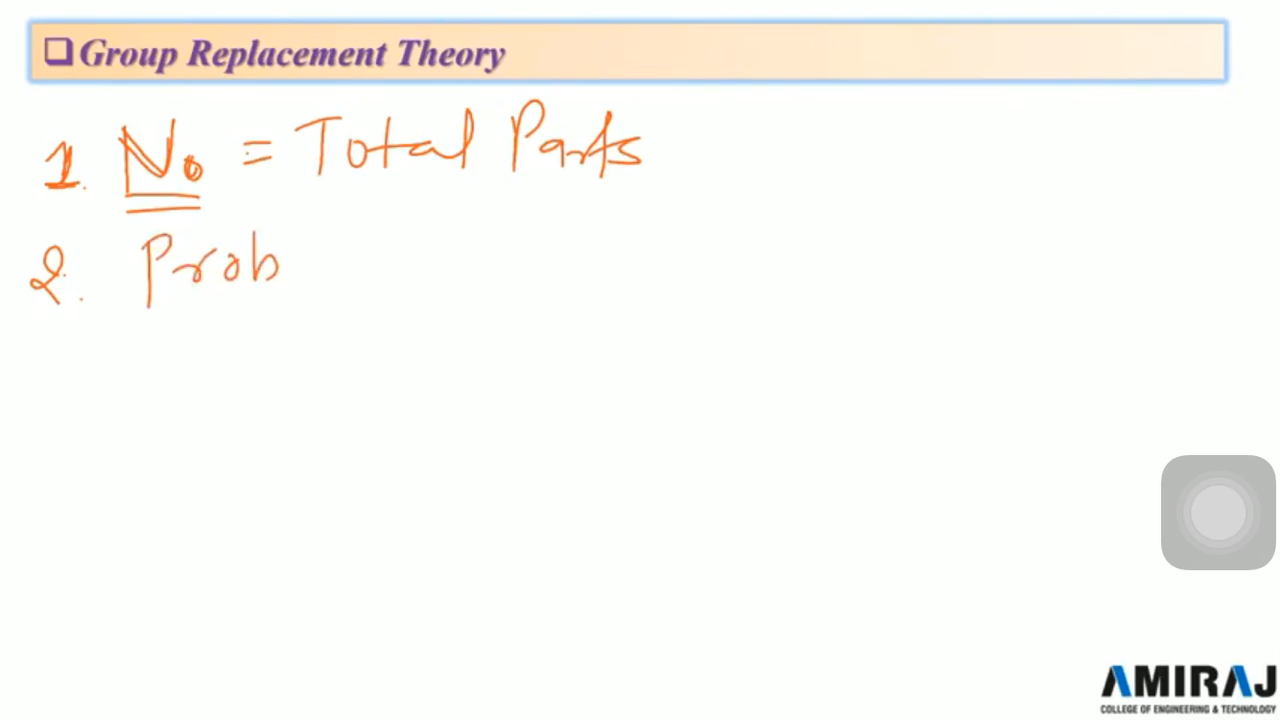 Group Replacement Theory
1. N₀ = Total Parts
2. Prob
AMIRAJ
COLLEGE OF ENGINEERING & TECHNOLOGY